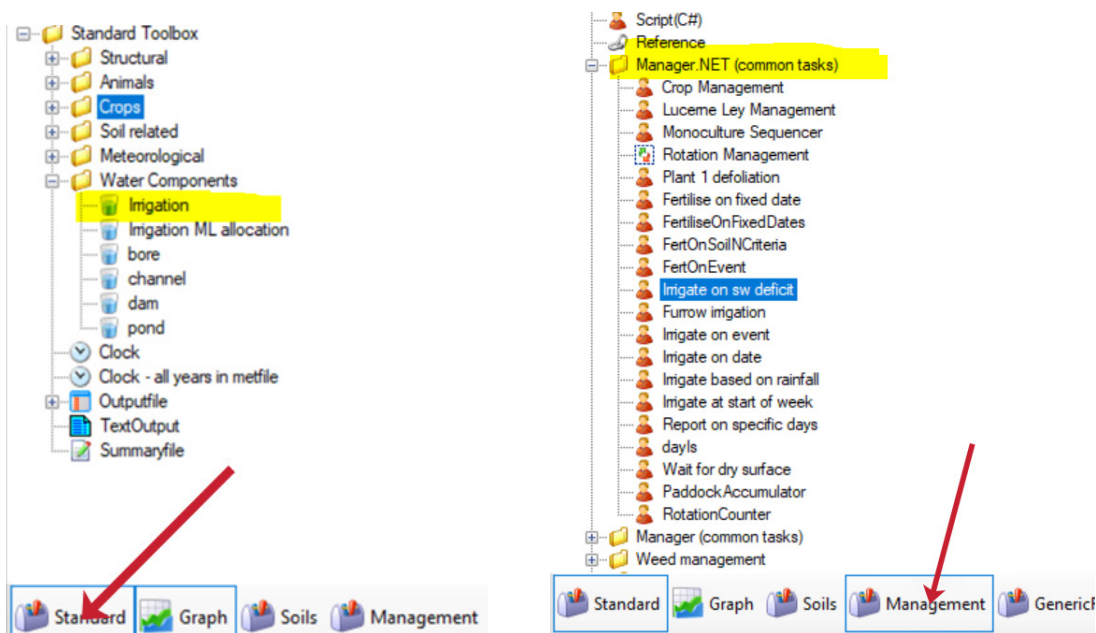 Standard Toolbox
Structural
Animals
Crops
Soil related
Meteorological
Water Components
Irrigation
Irrigation ML allocation
bore
channel
dam
pond
Clock
Clock - all years in metfile
Outputfile
TextOutput
Summaryfile
Standard Graph Soils Management
Script(C#)
Reference
Manager.NET (common tasks)
Crop Management
Lucerne Ley Management
Monoculture Sequencer
Rotation Management
Plant 1 defoliation
Fertilise on fixed date
FertiliseOnFixedDates
FertOnSoilNCriteria
FertOnEvent
Irrigate on sw deficit
Furrow irrigation
Irrigate on event
Irrigate on date
Irrigate based on rainfall
Irrigate at start of week
Report on specific days
dayIs
Wait for dry surface
PaddockAccumulator
RotationCounter
Manager (common tasks)
Weed management
Standard Graph Soils Management